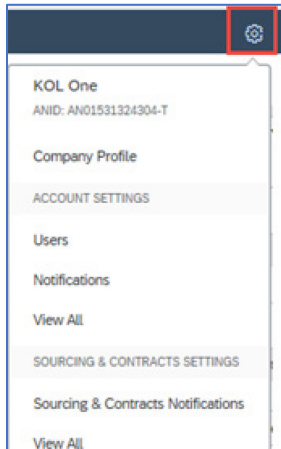 KOL One
ANID: AN01531324304-T
Company Profile
ACCOUNT SETTINGS
Users
Notifications
View All
SOURCING & CONTRACTS SETTINGS
Sourcing & Contracts Notifications
View All